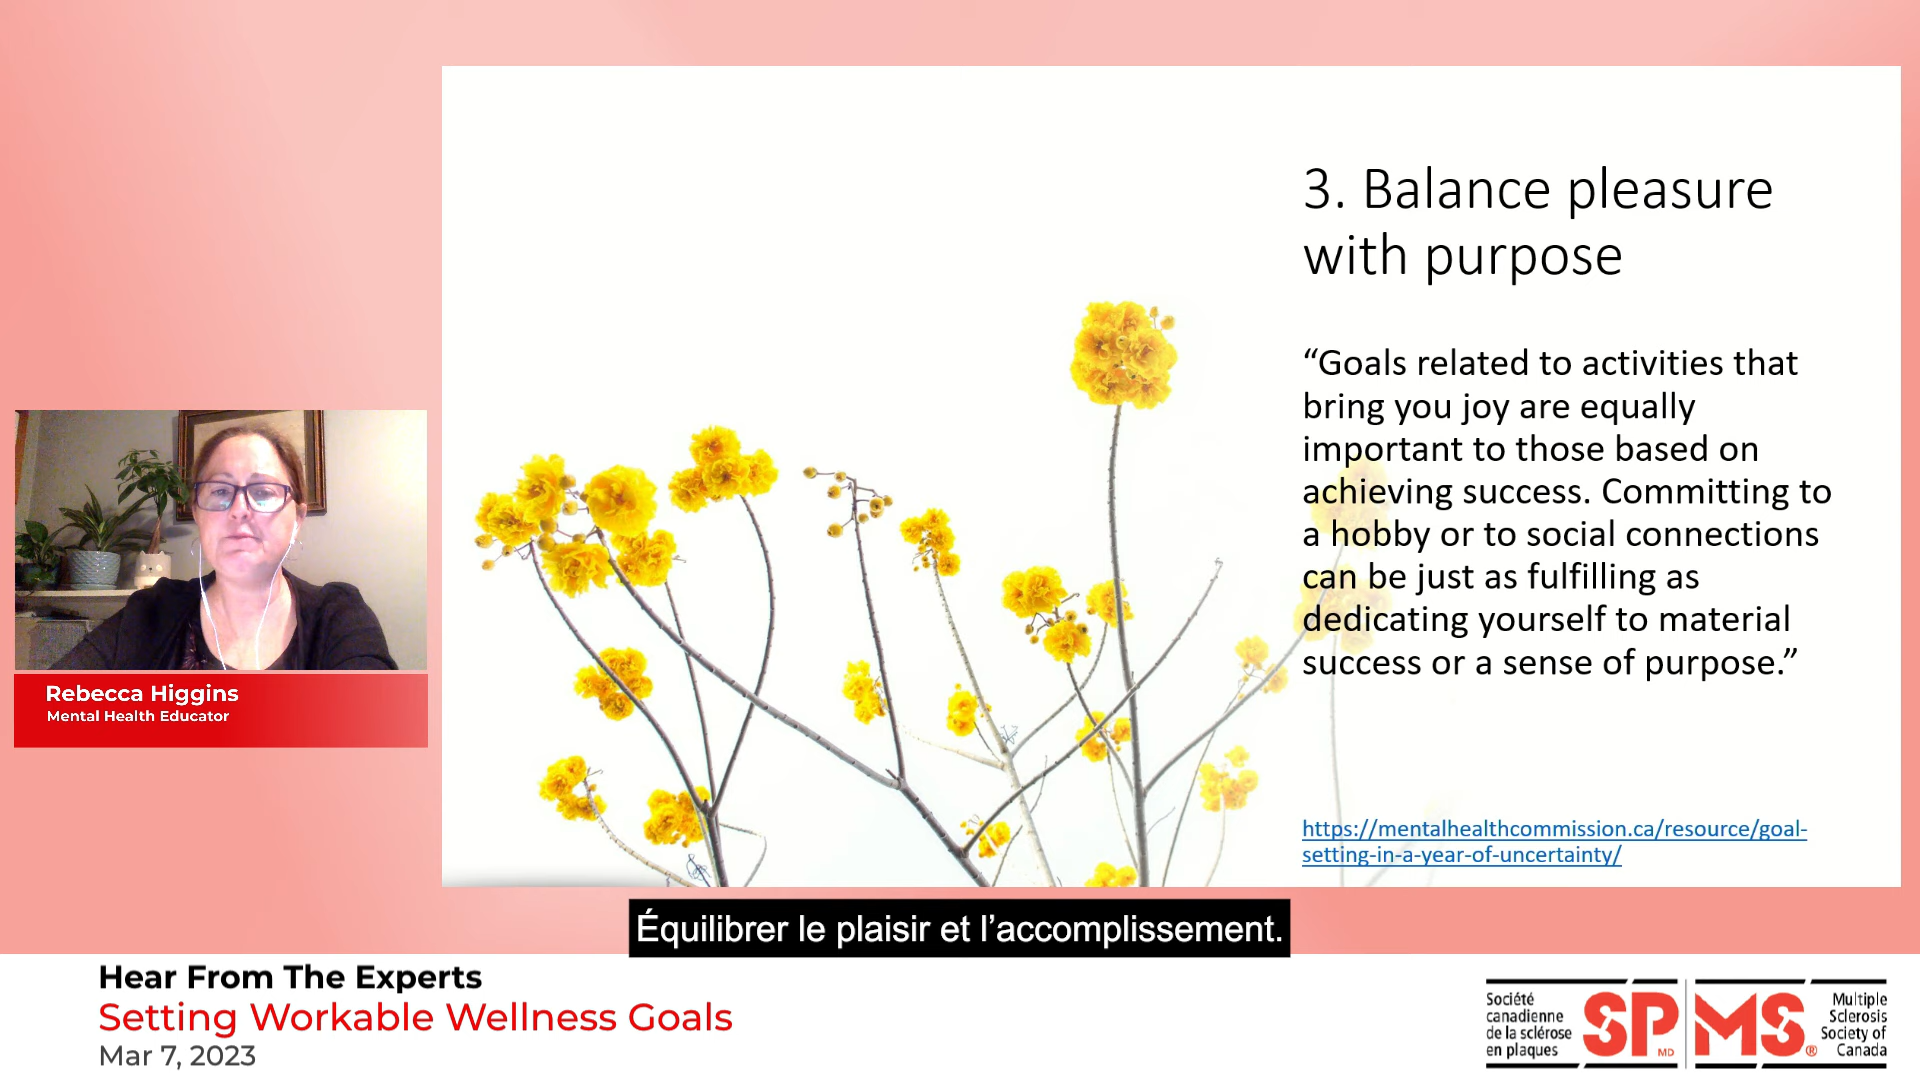 3. Balance pleasure
with purpose
“Goals related to activities that
bring you joy are equally
important to those based on
achieving success. Committing to
a hobby or to social connections
can be just as fulfilling as
dedicating yourself to material
success or a sense of purpose.”
https://mentalhealthcommission.ca/resource/goal-
setting-in-a-year-of-uncertainty/
Rebecca Higgins
Mental Health Educator
Équilibrer le plaisir et l’accomplissement.
Hear From The Experts
Setting Workable Wellness Goals
Mar 7, 2023
Société
canadienne
de la sclérose
en plaques
SP
MD
MS
®
Multiple
Sclerosis
Society of
Canada